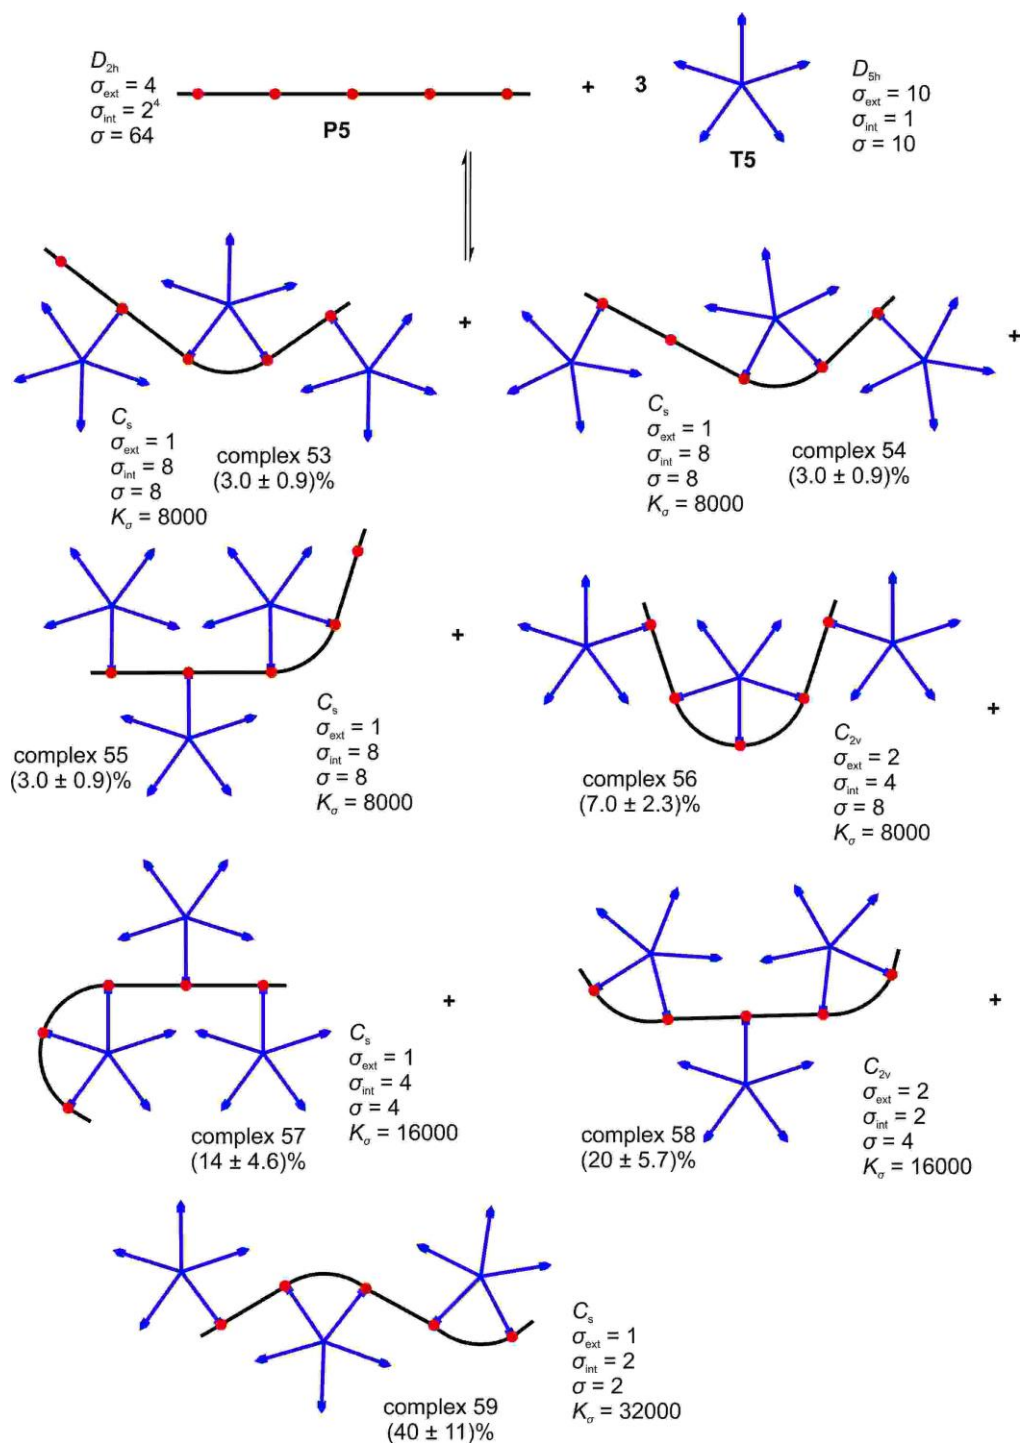 D2h
σext = 4
σint = 2⁴
σ = 64
P5
+ 3
T5
D5h
σext = 10
σint = 1
σ = 10
+
+
Cs
σext = 1
σint = 8
σ = 8
Kσ = 8000
complex 53
(3.0 ± 0.9)%
Cs
σext = 1
σint = 8
σ = 8
Kσ = 8000
complex 54
(3.0 ± 0.9)%
+
+
complex 55
(3.0 ± 0.9)%
Cs
σext = 1
σint = 8
σ = 8
Kσ = 8000
complex 56
(7.0 ± 2.3)%
C2v
σext = 2
σint = 4
σ = 8
Kσ = 8000
+
+
complex 57
(14 ± 4.6)%
Cs
σext = 1
σint = 4
σ = 4
Kσ = 16000
complex 58
(20 ± 5.7)%
C2v
σext = 2
σint = 2
σ = 4
Kσ = 16000
complex 59
(40 ± 11)%
Cs
σext = 1
σint = 2
σ = 2
Kσ = 32000